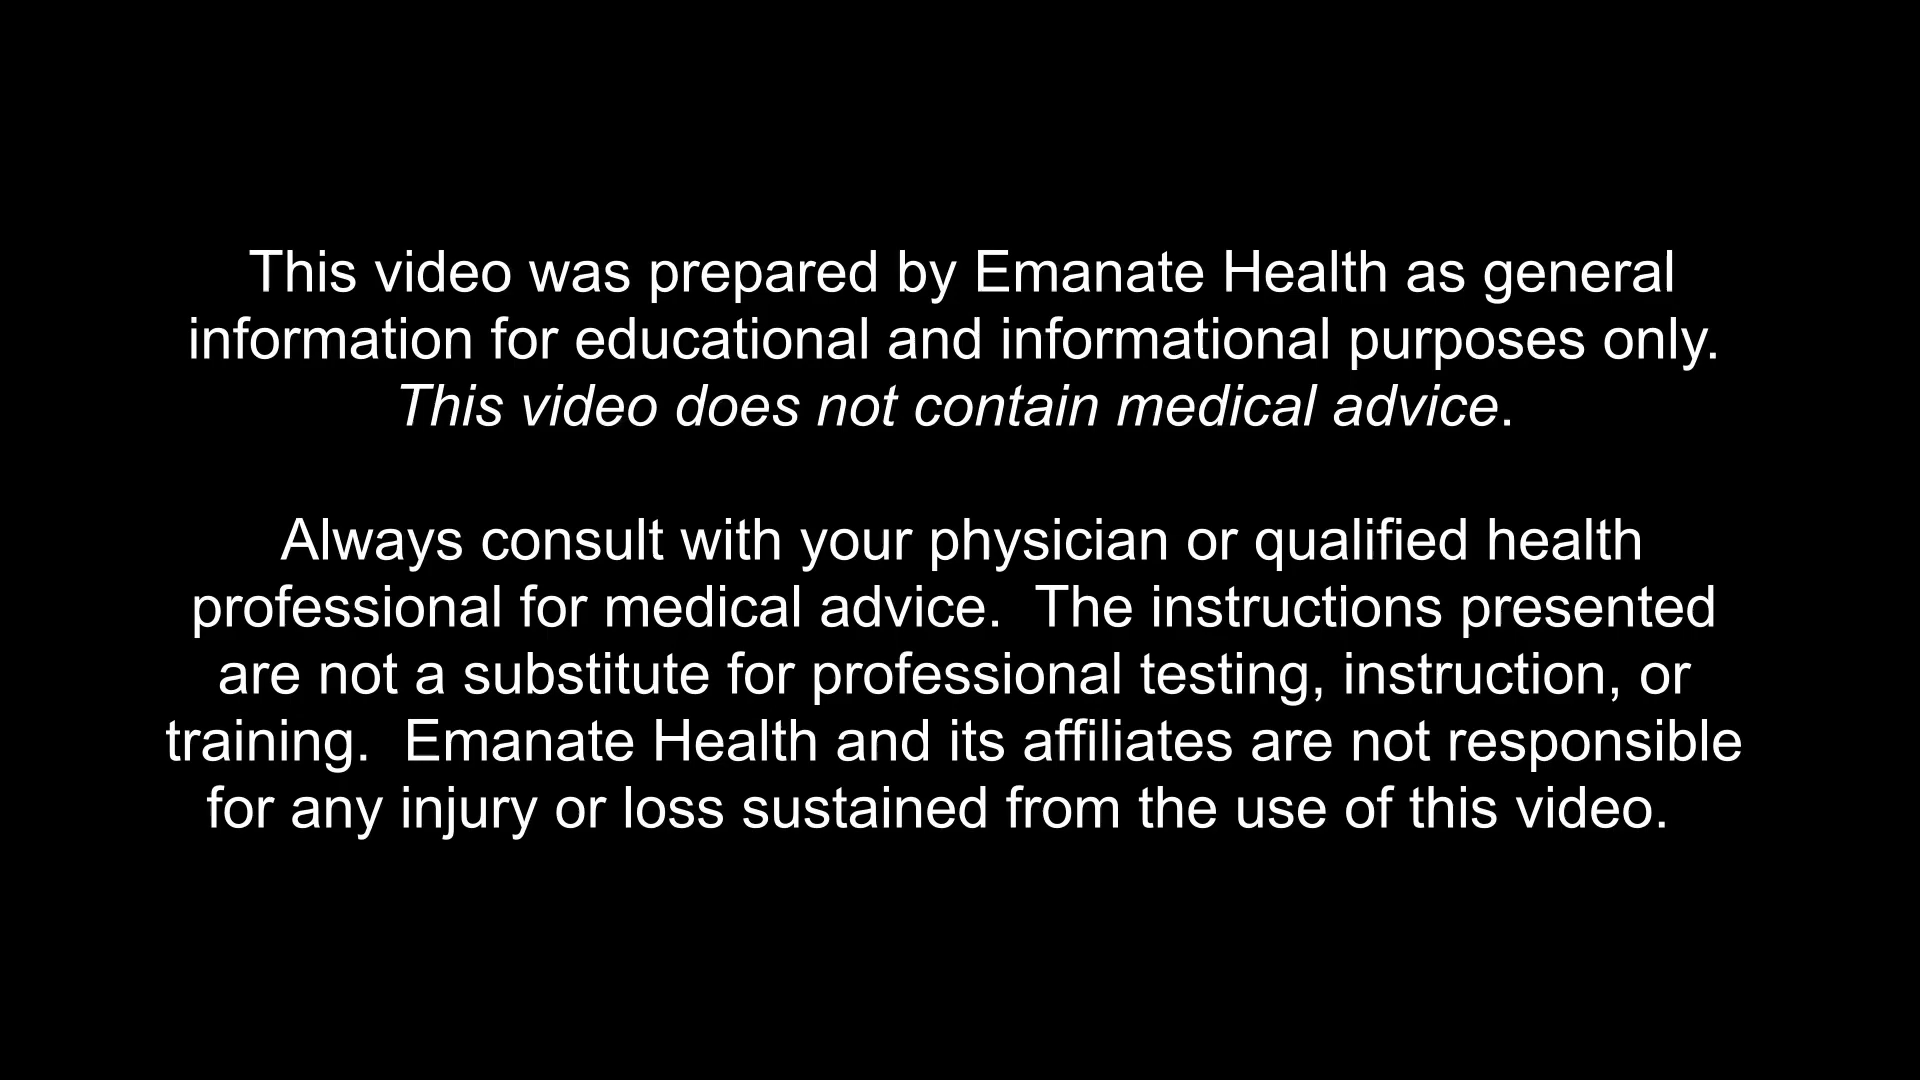 This video was prepared by Emanate Health as general
information for educational and informational purposes only.
This video does not contain medical advice.
Always consult with your physician or qualified health
professional for medical advice.  The instructions presented
are not a substitute for professional testing, instruction, or
training.  Emanate Health and its affiliates are not responsible
for any injury or loss sustained from the use of this video.